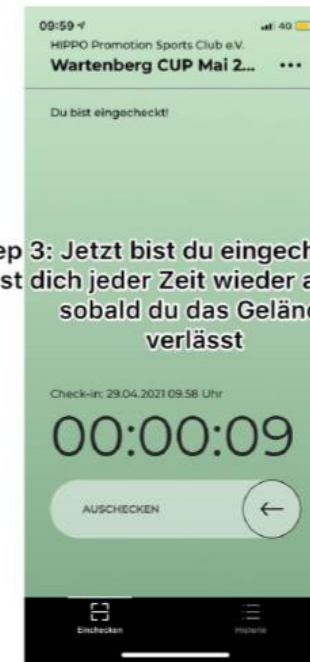 09:59
4G
HIPPO Promotion Sports Club e.V.
Wartenberg CUP Mai 2... ...
Du bist eingecheckt!
ep 3: Jetzt bist du eingech
st dich jeder Zeit wieder a
sobald du das Gelän
verlässt
Check-in: 29.04.2021 09.58 Uhr
00:00:09
AUSCHECKEN
Einchecken
Historie